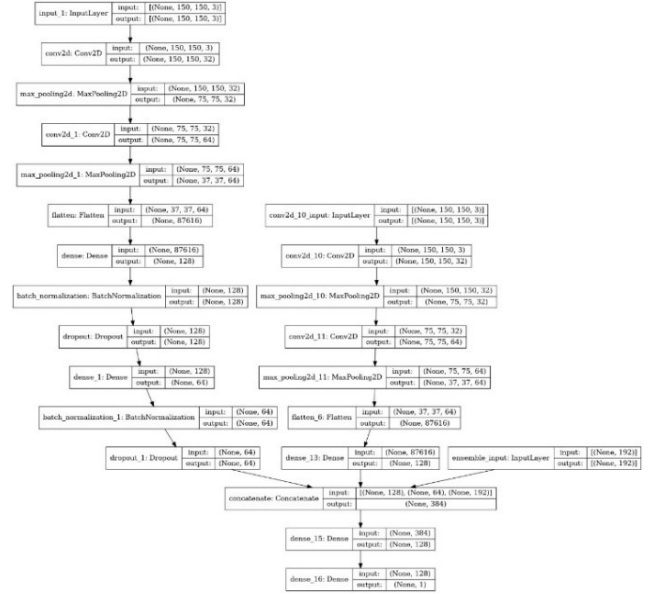 input_1: InputLayer input: [(None, 150, 150, 3)]
output: [(None, 150, 150, 3)]
conv2d: Conv2D input: (None, 150, 150, 3)
output: (None, 150, 150, 32)
max_pooling2d: MaxPooling2D input: (None, 150, 150, 32)
output: (None, 75, 75, 32)
conv2d_1: Conv2D input: (None, 75, 75, 32)
output: (None, 75, 75, 64)
max_pooling2d_1: MaxPooling2D input: (None, 75, 75, 64)
output: (None, 37, 37, 64)
flatten: Flatten input: (None, 37, 37, 64)
output: (None, 87616)
dense: Dense input: (None, 87616)
output: (None, 128)
batch_normalization: BatchNormalization input: (None, 128)
output: (None, 128)
dropout: Dropout input: (None, 128)
output: (None, 128)
dense_1: Dense input: (None, 128)
output: (None, 64)
batch_normalization_1: BatchNormalization input: (None, 64)
output: (None, 64)
dropout_1: Dropout input: (None, 64)
output: (None, 64)
conv2d_10_input: InputLayer input: [(None, 150, 150, 3)]
output: [(None, 150, 150, 3)]
conv2d_10: Conv2D input: (None, 150, 150, 3)
output: (None, 150, 150, 32)
max_pooling2d_10: MaxPooling2D input: (None, 150, 150, 32)
output: (None, 75, 75, 32)
conv2d_11: Conv2D input: (None, 75, 75, 32)
output: (None, 75, 75, 64)
max_pooling2d_11: MaxPooling2D input: (None, 75, 75, 64)
output: (None, 37, 37, 64)
flatten_6: Flatten input: (None, 37, 37, 64)
output: (None, 87616)
dense_13: Dense input: (None, 87616)
output: (None, 128)
ensemble_input: InputLayer input: [(None, 192)]
output: [(None, 192)]
concatenate: Concatenate input: [(None, 128), (None, 64), (None, 192)]
output: (None, 384)
dense_15: Dense input: (None, 384)
output: (None, 128)
dense_16: Dense input: (None, 128)
output: (None, 1)